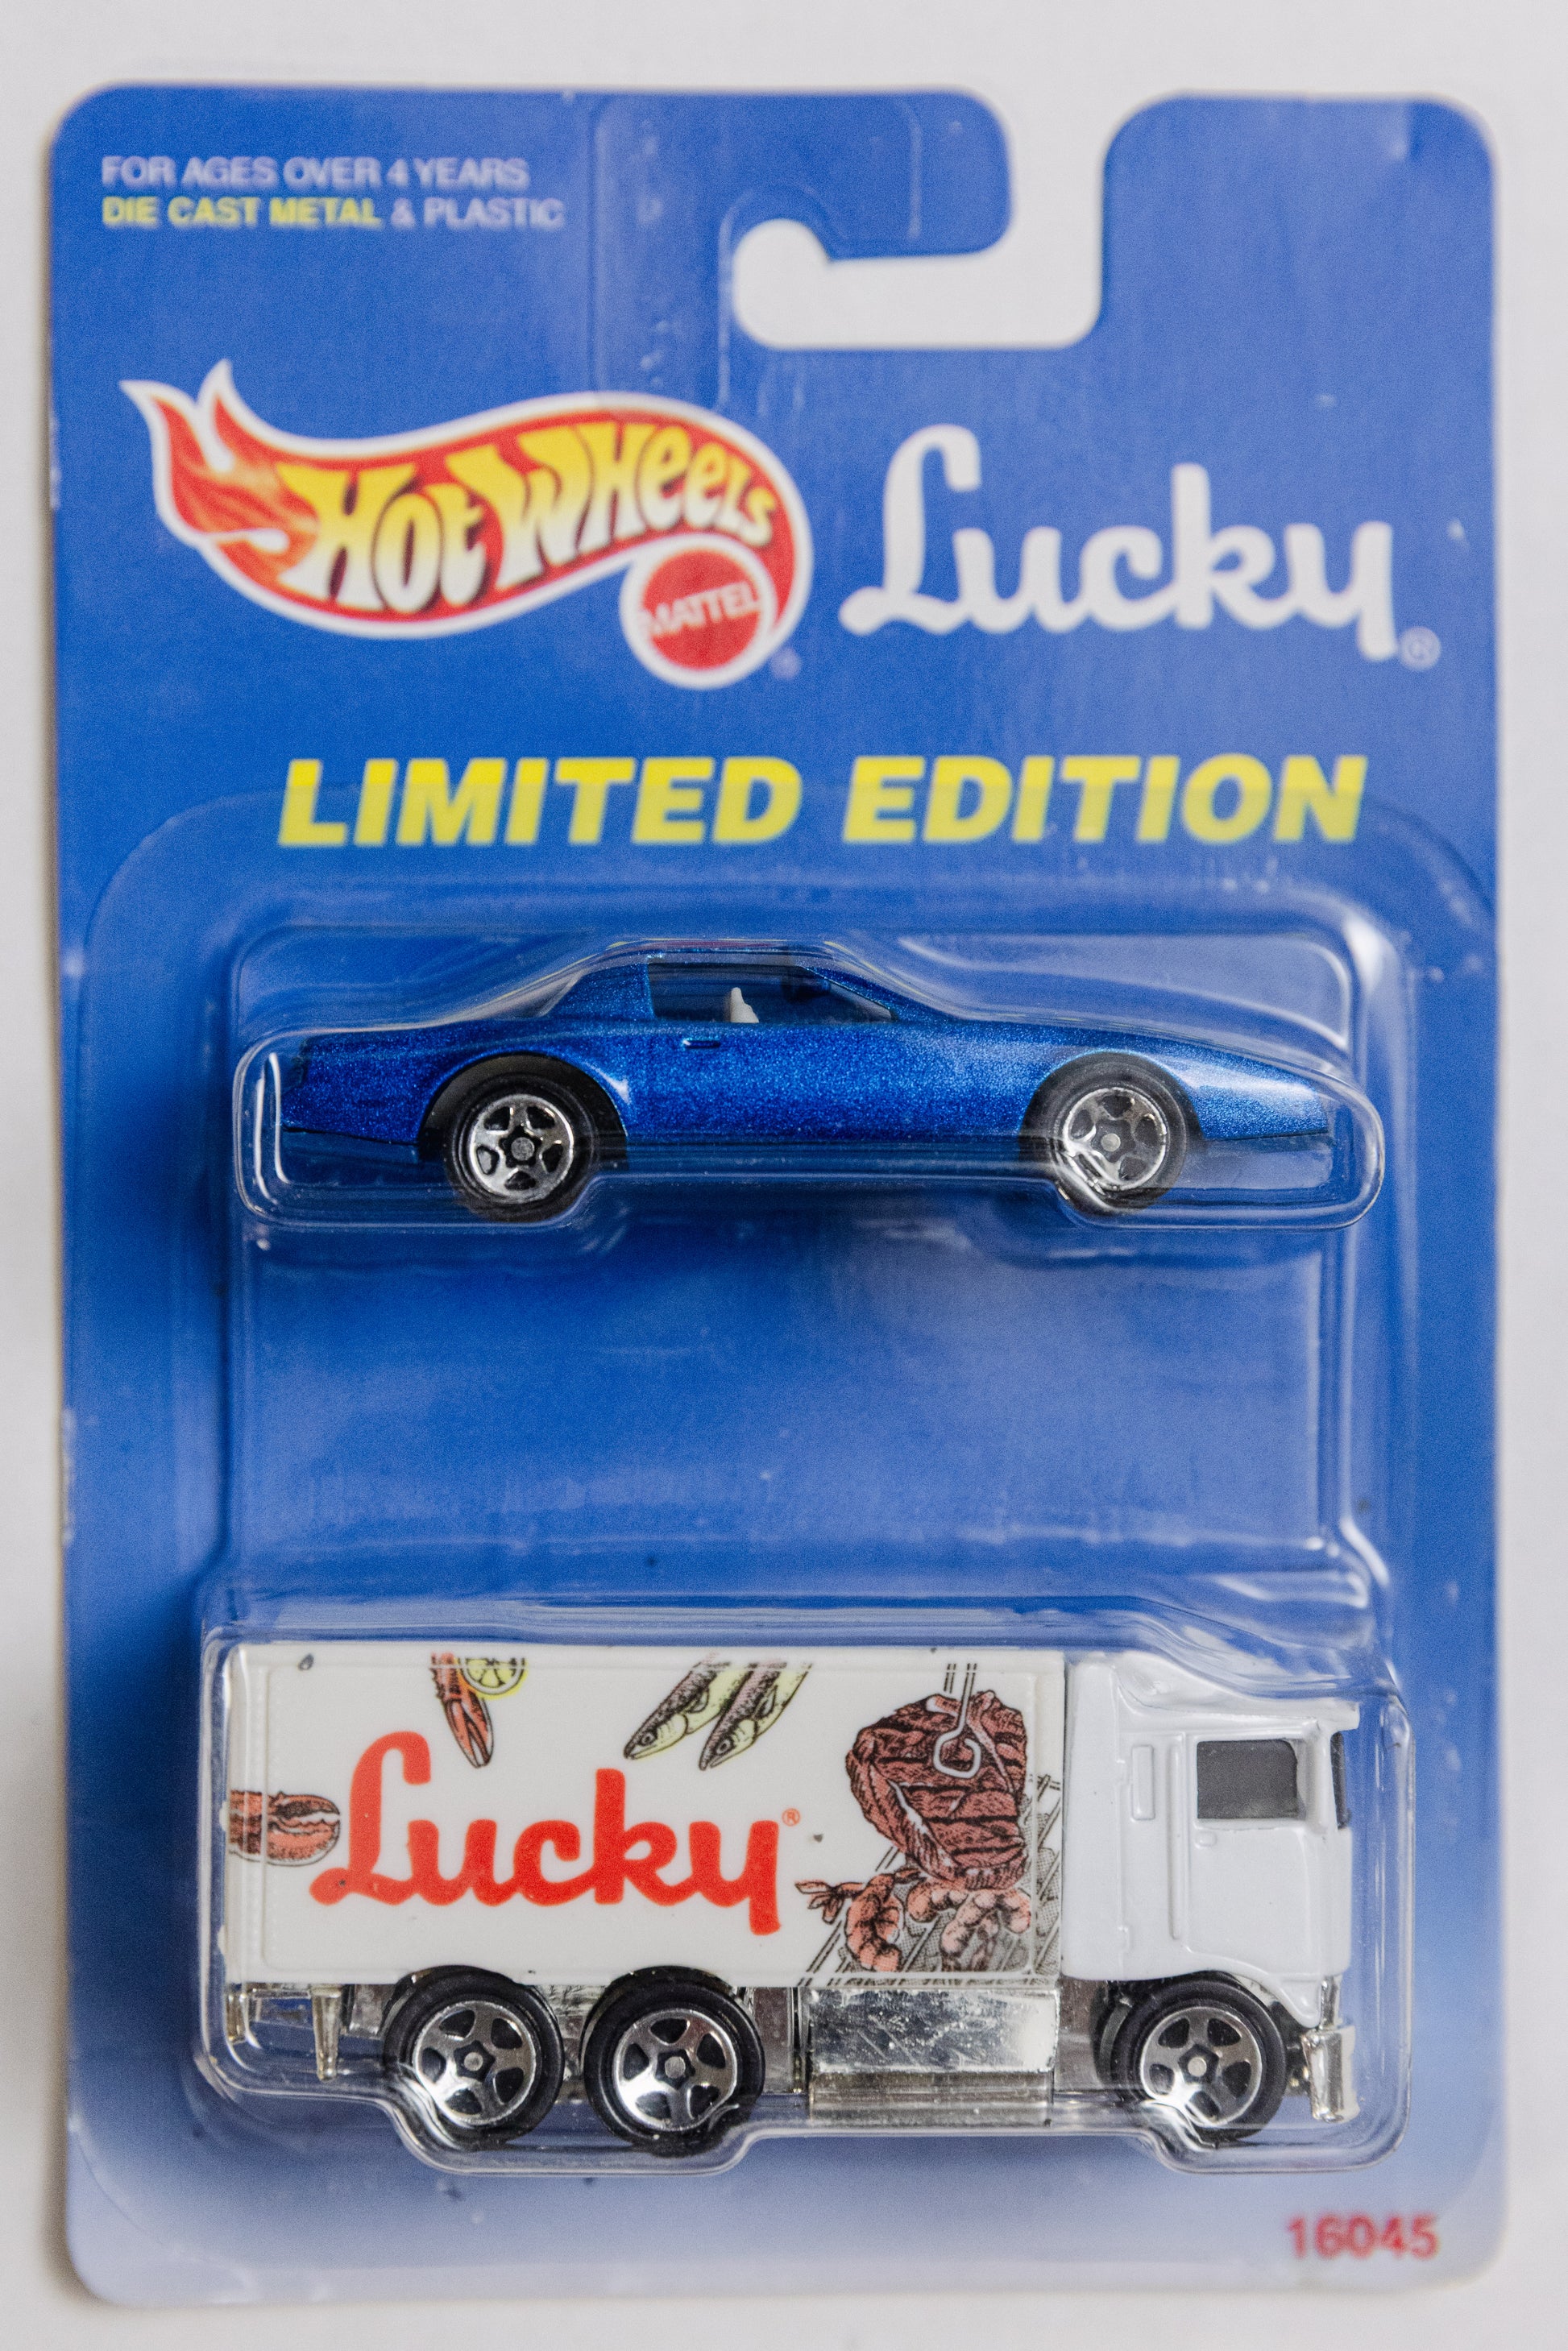 FOR AGES OVER 4 YEARS
DIE CAST METAL & PLASTIC
HOT WHEELS
MATTEL
®
Lucky®
LIMITED EDITION
Lucky®
16045